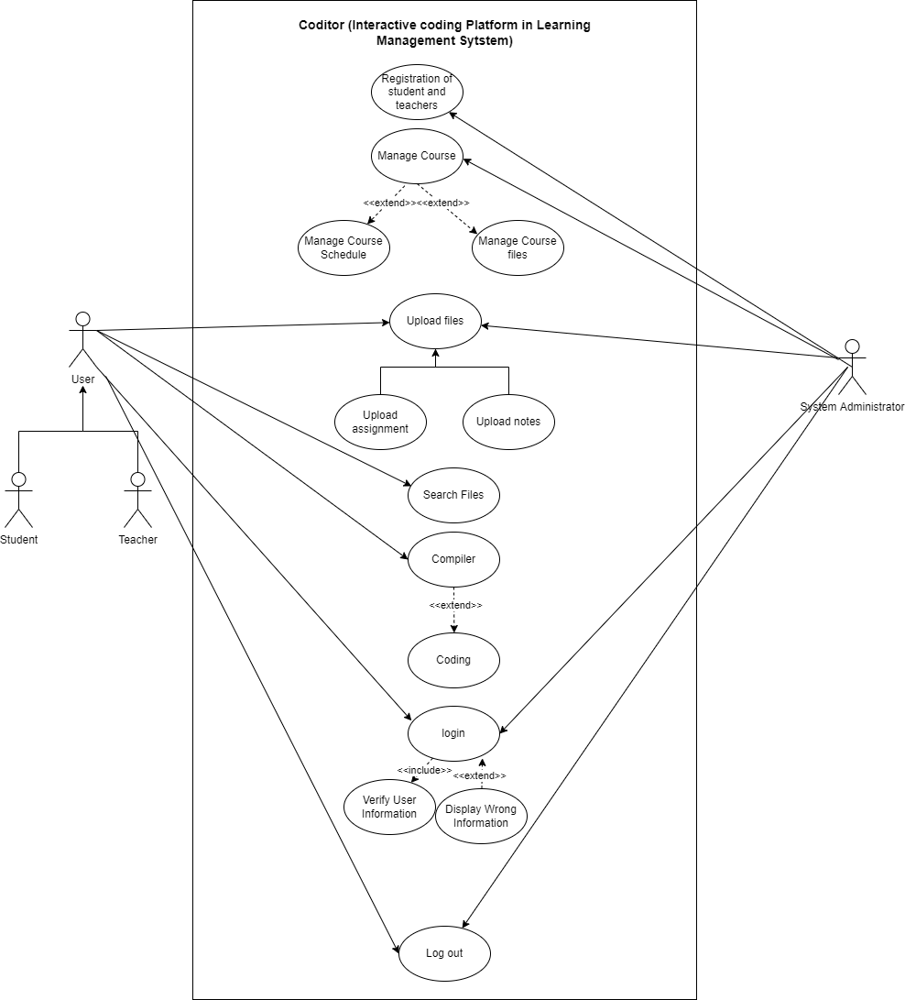 Coditor (Interactive coding Platform in Learning
Management Sytstem)
Registration of
student and
teachers
Manage Course
<<extend>>
<<extend>>
Manage Course
Schedule
Manage Course
files
Upload files
User
System Administrator
Upload
assignment
Upload notes
Search Files
Student
Teacher
Compiler
<<extend>>
Coding
login
<<include>>
<<extend>>
Verify User
Information
Display Wrong
Information
Log out